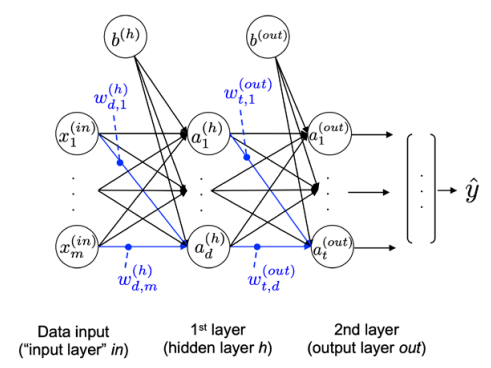 b^(h) b^(out)
w_{d,1}^(h) w_{t,1}^(out)
x_1^(in) a_1^(h) a_1^(out)
ŷ
x_m^(in) a_d^(h) a_t^(out)
w_{d,m}^(h) w_{t,d}^(out)
Data input 1st layer 2nd layer
("input layer" in) (hidden layer h) (output layer out)